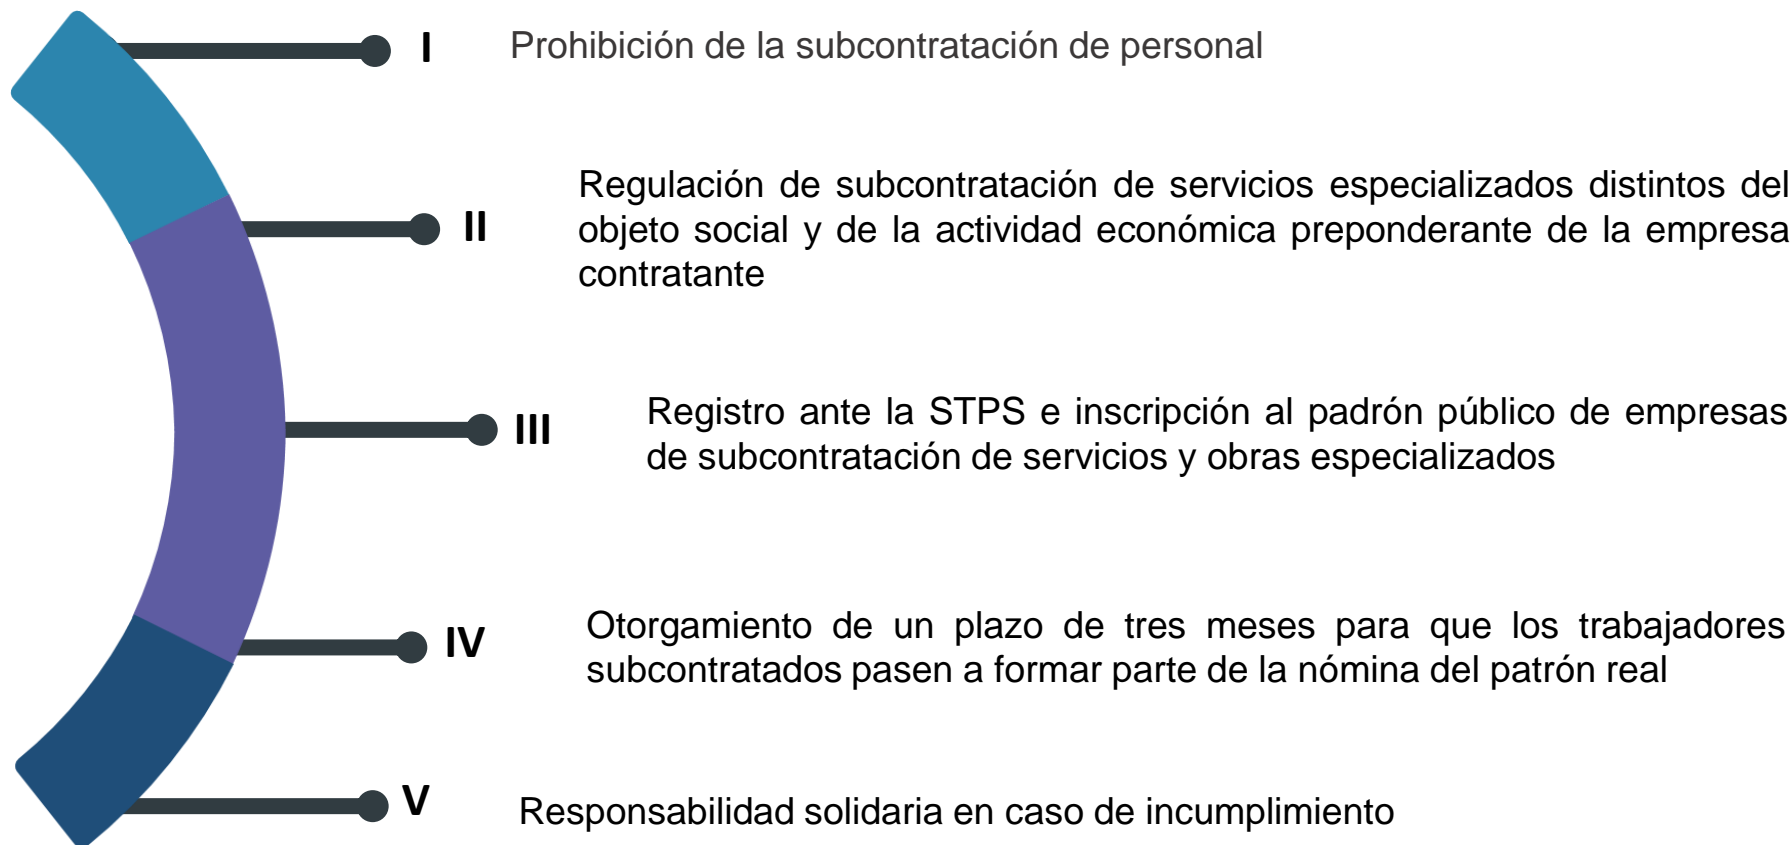 I Prohibición de la subcontratación de personal
II Regulación de subcontratación de servicios especializados distintos del
objeto social y de la actividad económica preponderante de la empresa
contratante
III Registro ante la STPS e inscripción al padrón público de empresas
de subcontratación de servicios y obras especializados
IV Otorgamiento de un plazo de tres meses para que los trabajadores
subcontratados pasen a formar parte de la nómina del patrón real
V Responsabilidad solidaria en caso de incumplimiento